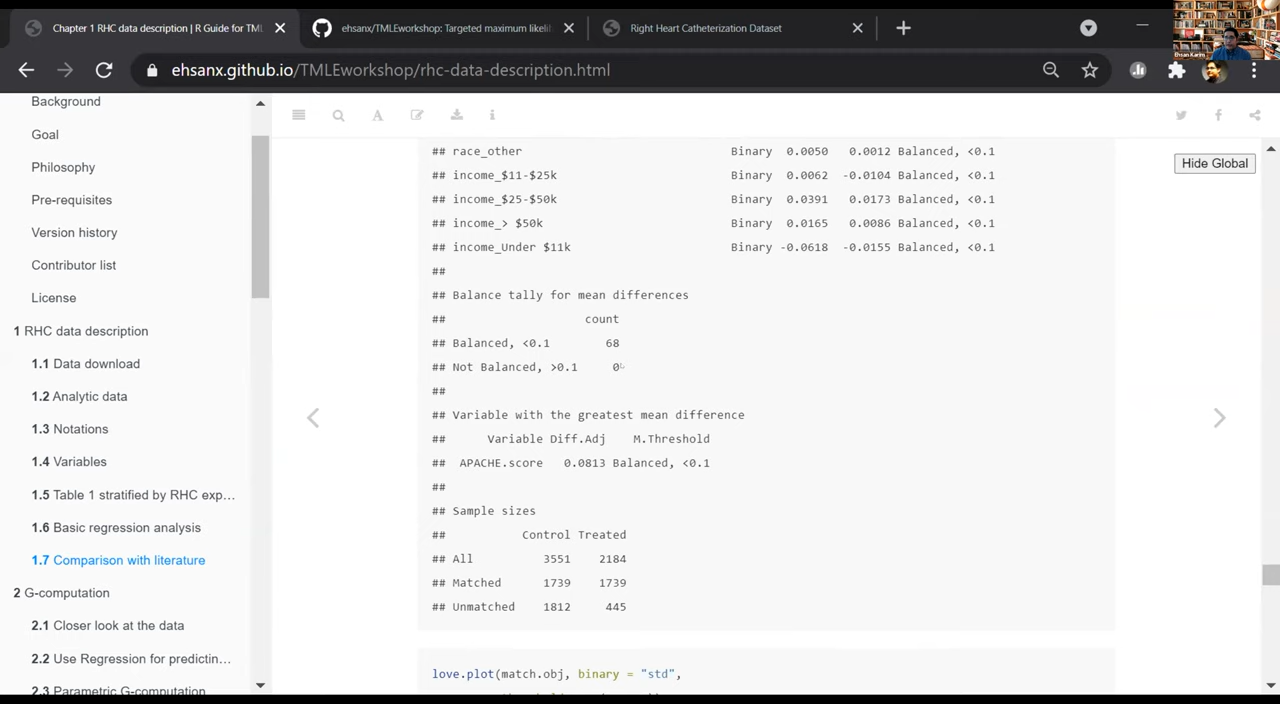 Chapter 1 RHC data description | R Guide for TML
ehsanx/TMLEworkshop: Targeted maximum likeli
Right Heart Catheterization Dataset
Ehsan Karim
ehsanx.github.io/TMLEworkshop/rhc-data-description.html
Background
Goal
Philosophy
Pre-requisites
Version history
Contributor list
License
1 RHC data description
1.1 Data download
1.2 Analytic data
1.3 Notations
1.4 Variables
1.5 Table 1 stratified by RHC exp…
1.6 Basic regression analysis
1.7 Comparison with literature
2 G-computation
2.1 Closer look at the data
2.2 Use Regression for predictin…
2.3 Parametric G-computation
Hide Global
## race_other Binary 0.0050 0.0012 Balanced, <0.1
## income_$11-$25k Binary 0.0062 -0.0104 Balanced, <0.1
## income_$25-$50k Binary 0.0391 0.0173 Balanced, <0.1
## income_> $50k Binary 0.0165 0.0086 Balanced, <0.1
## income_Under $11k Binary -0.0618 -0.0155 Balanced, <0.1
##
## Balance tally for mean differences
## count
## Balanced, <0.1 68
## Not Balanced, >0.1 0
##
## Variable with the greatest mean difference
## Variable Diff.Adj M.Threshold
## APACHE.score 0.0813 Balanced, <0.1
##
## Sample sizes
## Control Treated
## All 3551 2184
## Matched 1739 1739
## Unmatched 1812 445
love.plot(match.obj, binary = "std",